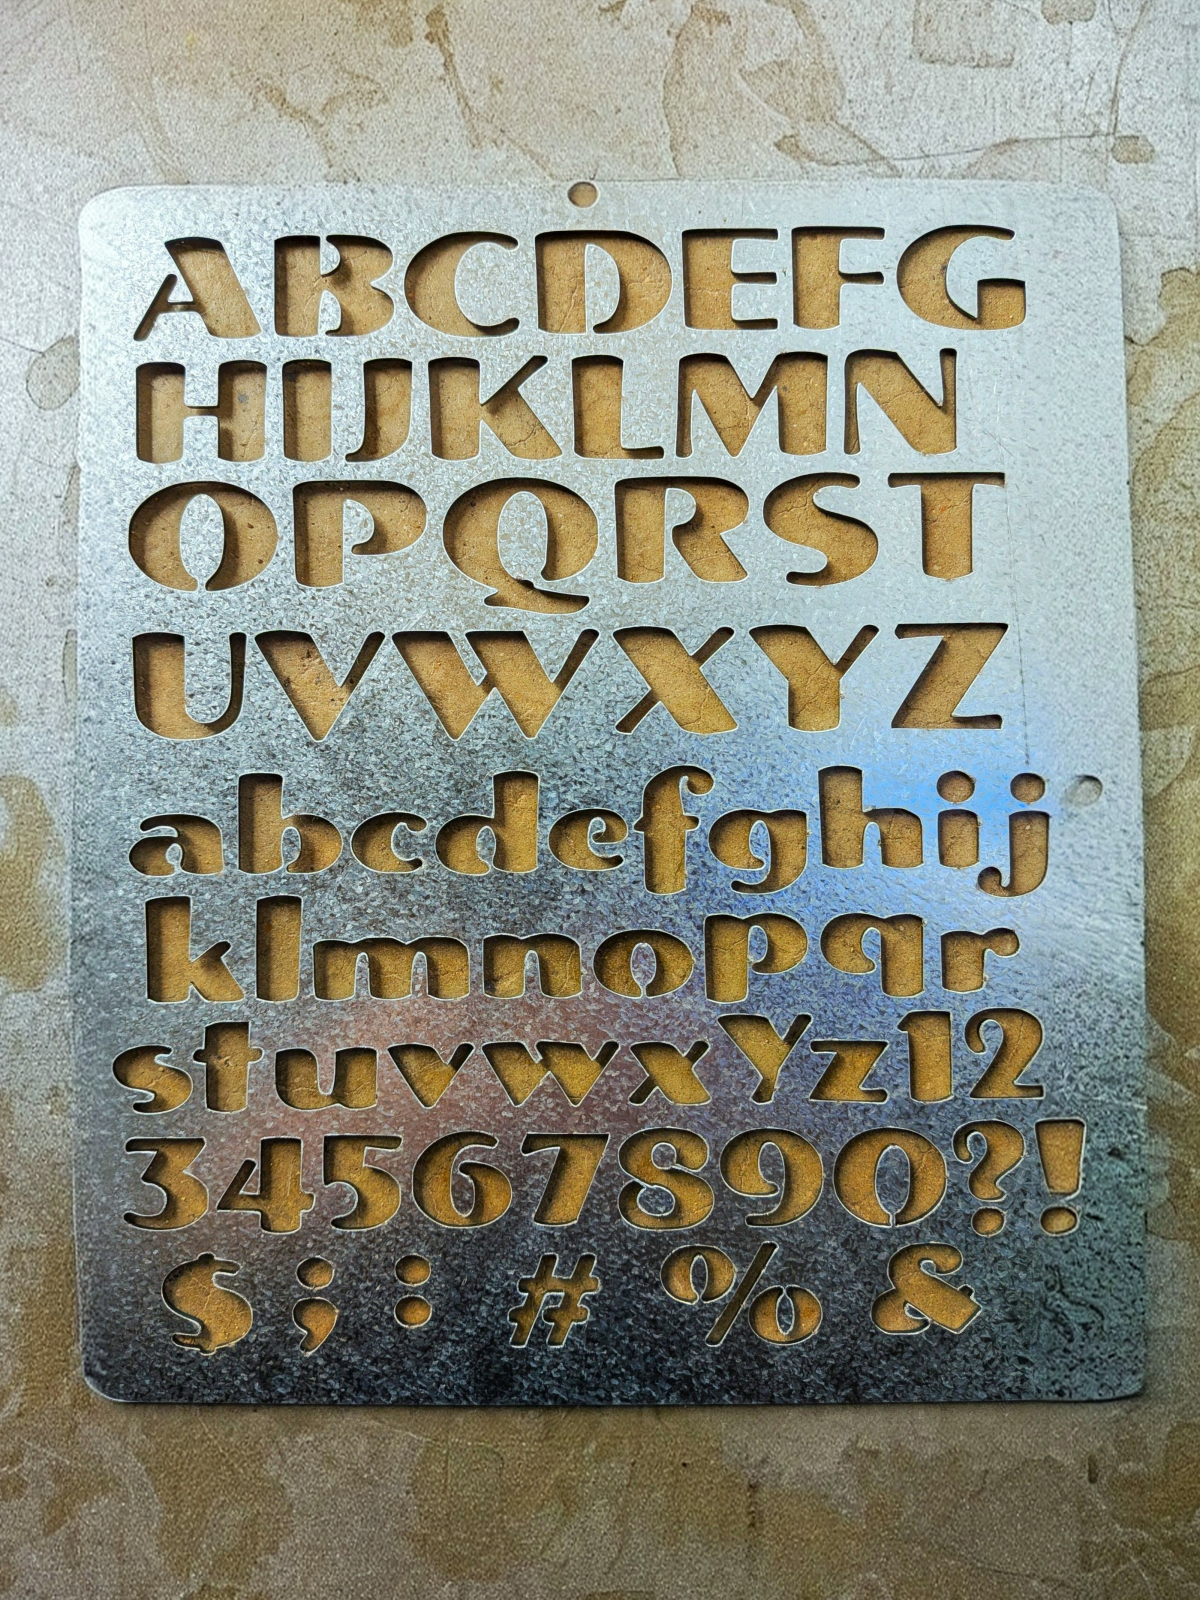 ABCDEFG
HIJKLMN
OPQRST
UVWXYZ
abcdefghij
klmnopqr
stuvwxyz12
34567890?!
$;:#%&